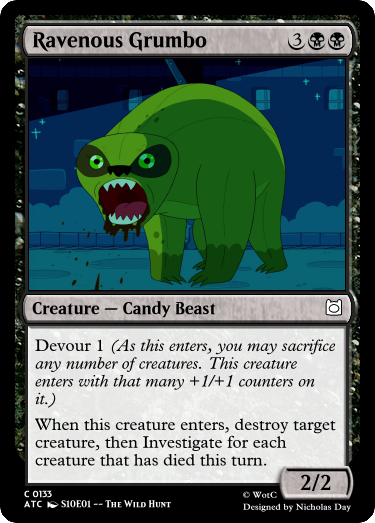 Ravenous Grumbo 3
Creature — Candy Beast
Devour 1 (As this enters, you may sacrifice
any number of creatures. This creature
enters with that many +1/+1 counters on
it.)
When this creature enters, destroy target
creature, then Investigate for each
creature that has died this turn.
2/2
C 0133
ATC S10E01 -- The Wild Hunt
© WotC
Designed by Nicholas Day